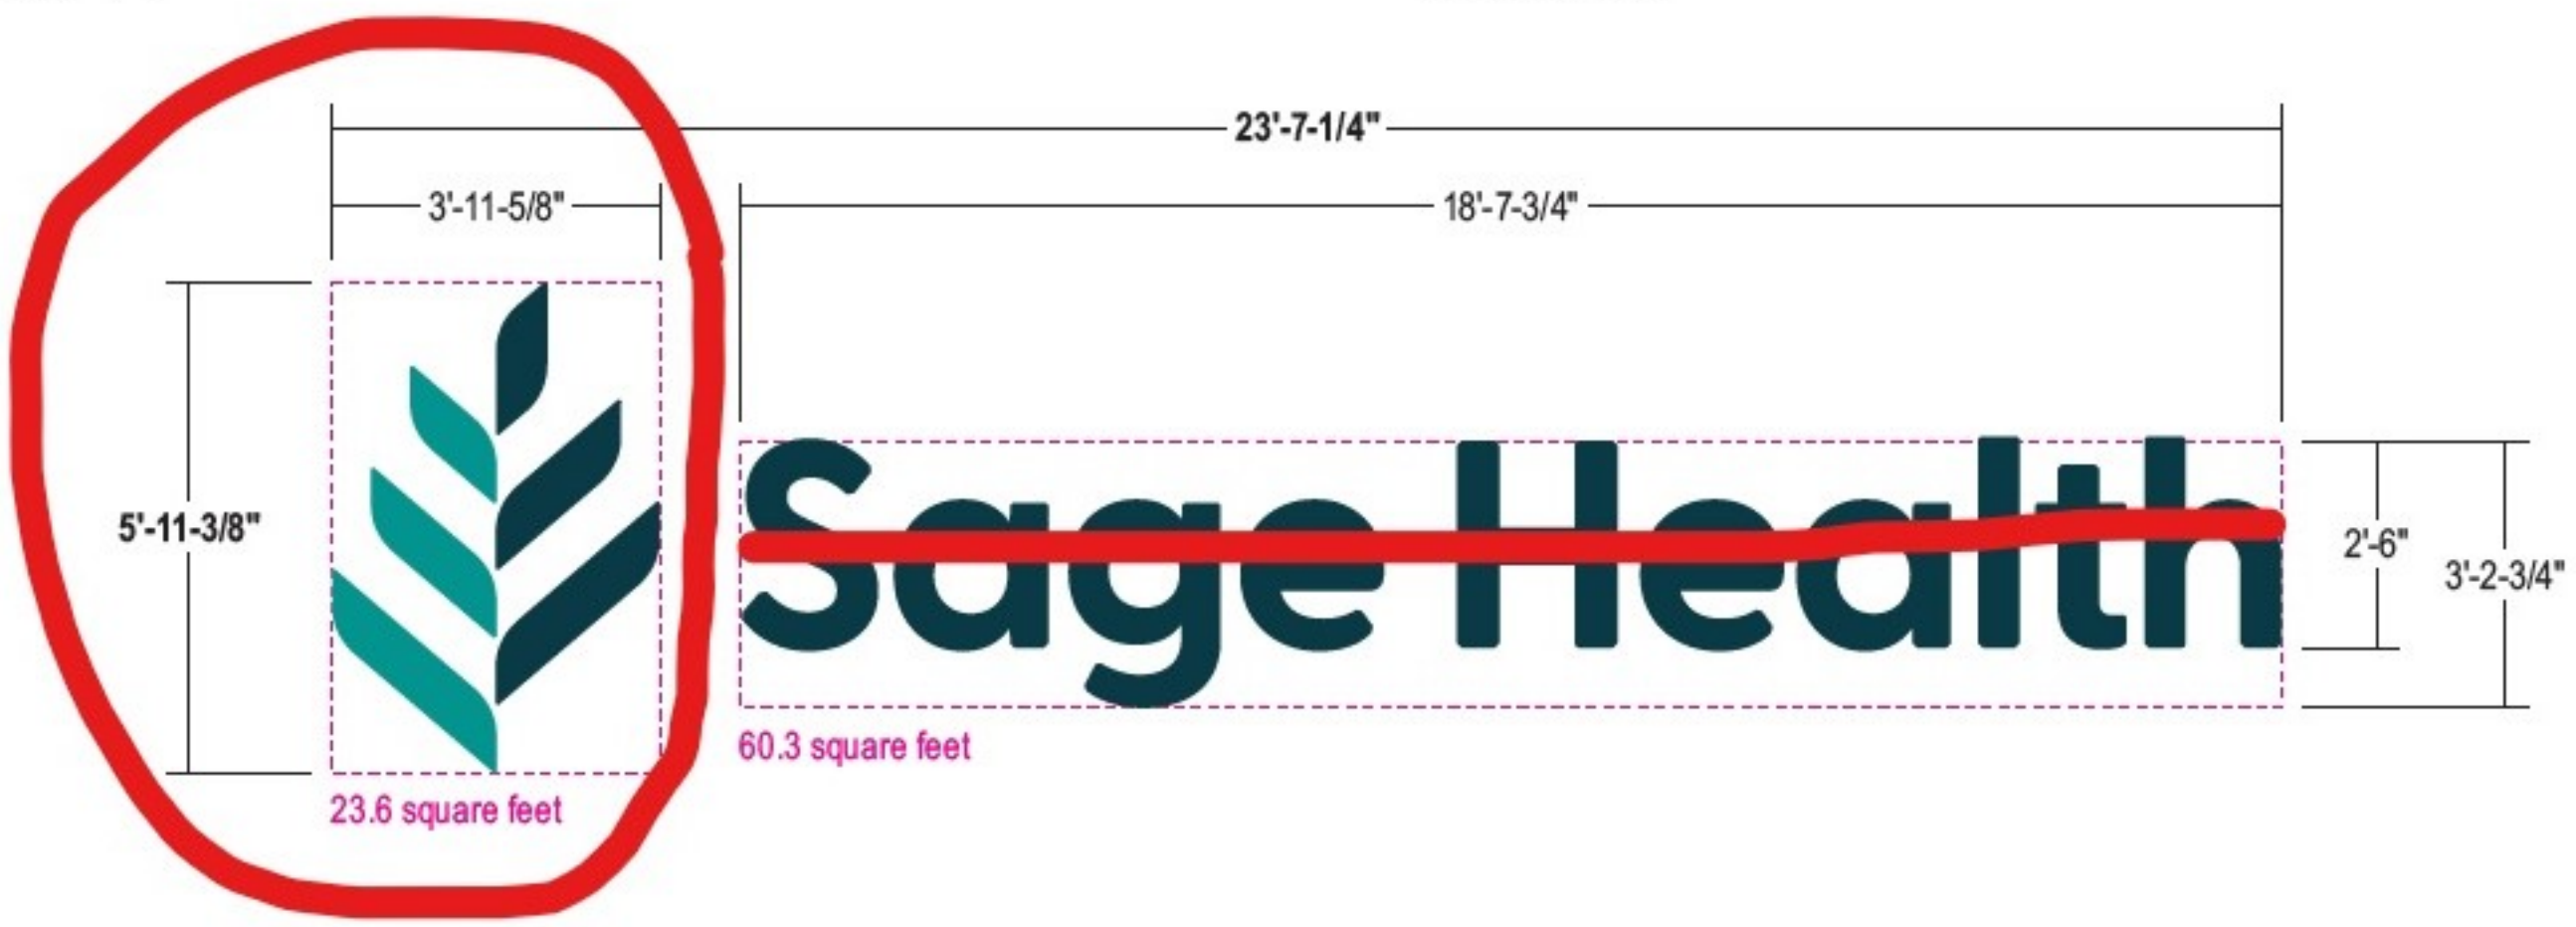 23'-7-1/4"
3'-11-5/8"
18'-7-3/4"
5'-11-3/8"
Sage Health
2'-6"
3'-2-3/4"
60.3 square feet
23.6 square feet